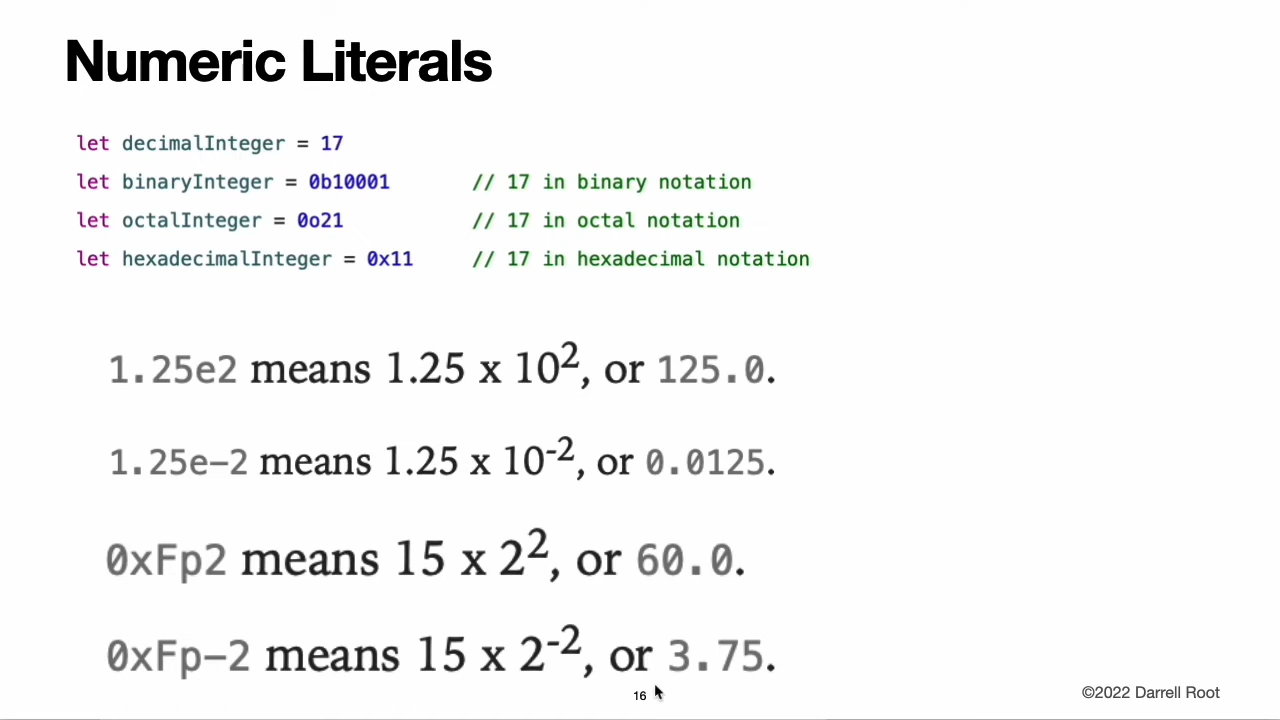 Numeric Literals
let decimalInteger = 17
let binaryInteger = 0b10001 // 17 in binary notation
let octalInteger = 0o21 // 17 in octal notation
let hexadecimalInteger = 0x11 // 17 in hexadecimal notation
1.25e2 means 1.25 x 10², or 125.0.
1.25e-2 means 1.25 x 10⁻², or 0.0125.
0xFp2 means 15 x 2², or 60.0.
0xFp-2 means 15 x 2⁻², or 3.75.
16
©2022 Darrell Root